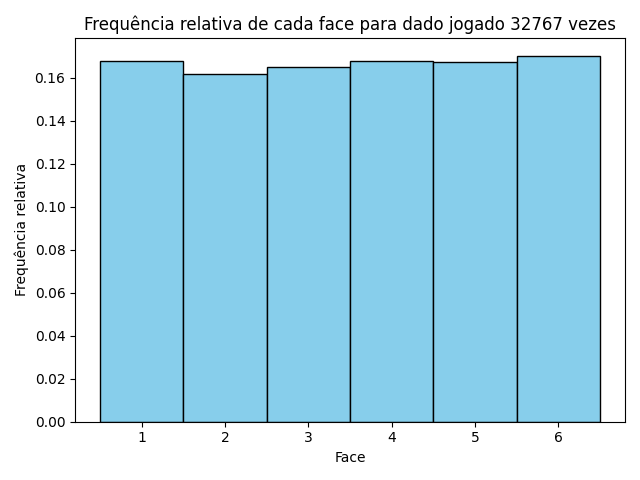 Frequência relativa de cada face para dado jogado 32767 vezes
Frequência relativa
0.16
0.14
0.12
0.10
0.08
0.06
0.04
0.02
0.00
1 2 3 4 5 6
Face